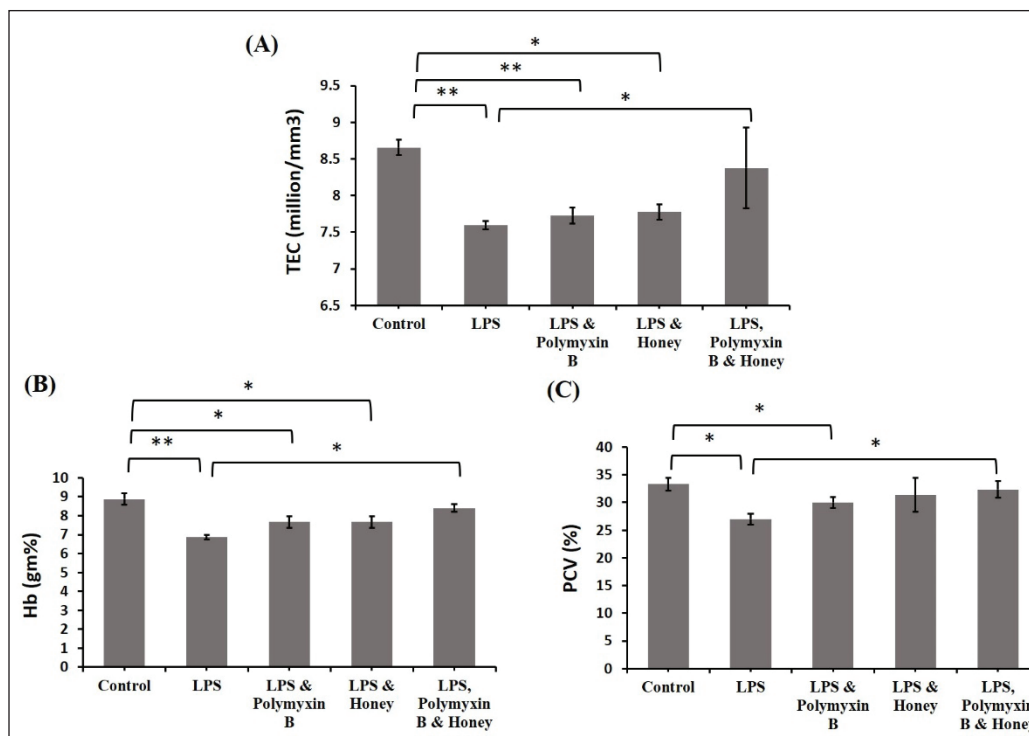 (A)
*
**
**
*
TEC (million/mm3)
9.5
9
8.5
8
7.5
7
6.5
Control
LPS
LPS &
Polymyxin
B
LPS &
Honey
LPS,
Polymyxin
B & Honey
(B)
*
*
**
*
Hb (gm%)
10
9
8
7
6
5
4
3
2
1
0
Control
LPS
LPS &
Polymyxin
B
LPS &
Honey
LPS,
Polymyxin
B & Honey
(C)
*
*
*
PCV (%)
40
35
30
25
20
15
10
5
0
Control
LPS
LPS &
Polymyxin
B
LPS &
Honey
LPS,
Polymyxin
B & Honey